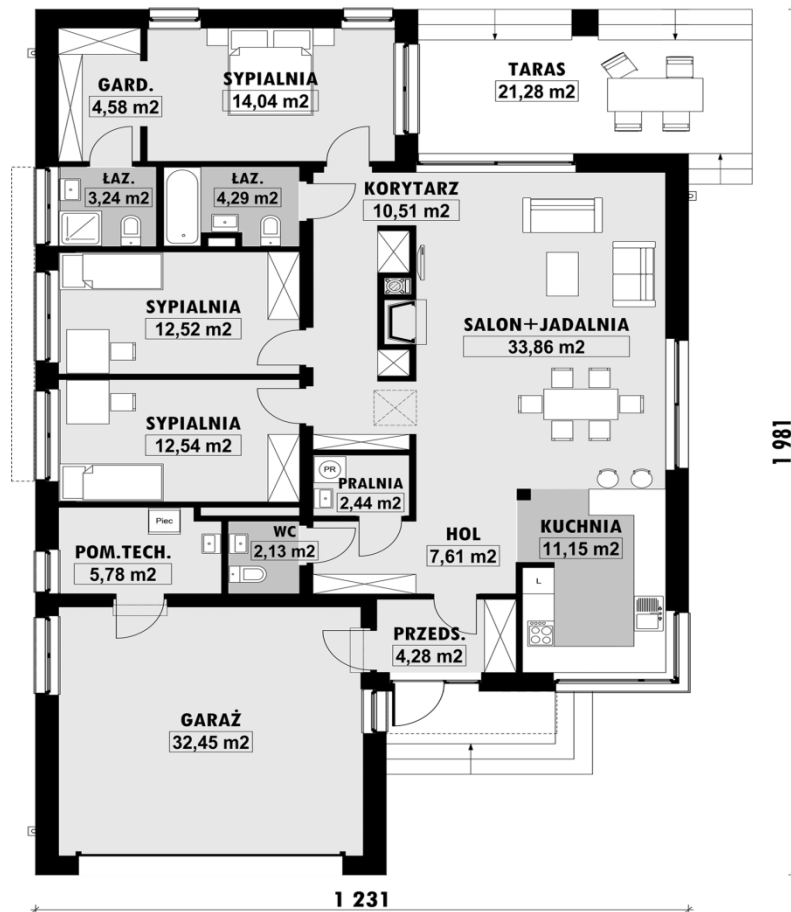 GARD.
4,58 m2
SYPIALNIA
14,04 m2
TARAS
21,28 m2
ŁAZ.
3,24 m2
ŁAZ.
4,29 m2
KORYTARZ
10,51 m2
SYPIALNIA
12,52 m2
SALON+JADALNIA
33,86 m2
SYPIALNIA
12,54 m2
1 981
PR
PRALNIA
2,44 m2
Piec
POM.TECH.
5,78 m2
WC
2,13 m2
HOL
7,61 m2
KUCHNIA
11,15 m2
L
PRZEDS.
4,28 m2
GARAŻ
32,45 m2
1 231